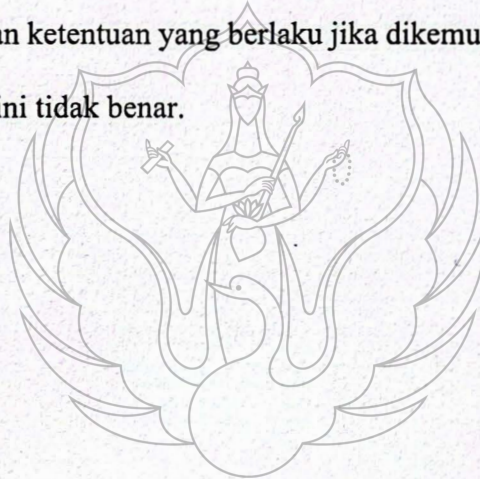 an ketentuan yang berlaku jika dikemu
ini tidak benar.